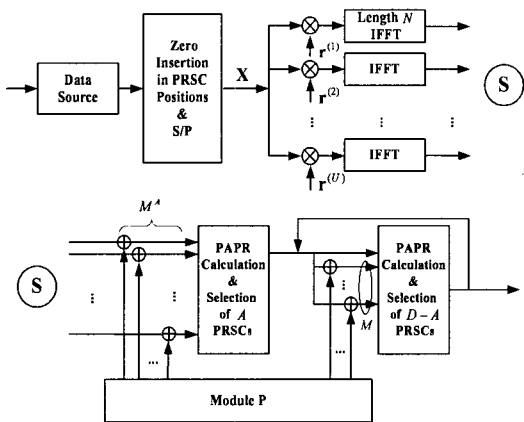 Data
Source
Zero
Insertion
in PRSC
Positions
&
S/P
X
r(1)
r(2)
r(U)
Length N
IFFT
IFFT
...
...
...
IFFT
S
S
M^A
...
...
...
PAPR
Calculation
&
Selection
of A
PRSCs
...
M
...
PAPR
Calculation
&
Selection
of D - A
PRSCs
Module P